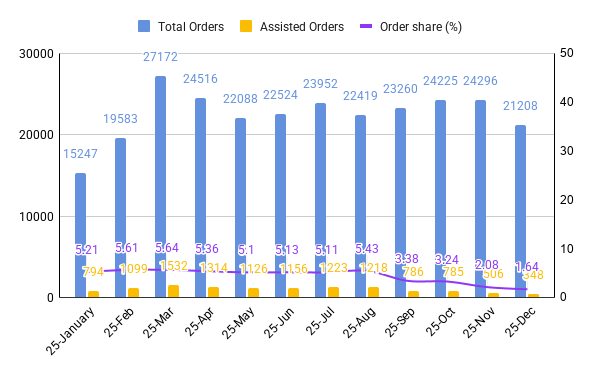 Total Orders Assisted Orders Order share (%)
30000 50
27172
24516 24225 24296
23952
23260
22088 22524 22419
21208
19583
40
20000
30
15247
20
10000
5.21 5.61 5.64 5.36 5.1 5.13 5.11 5.43 3.38 3.24 2.08 1.64
10
794 1099 1532 1314 1126 1156 1223 1218 786 785 506 348
0 0
25-January 25-Feb 25-Mar 25-Apr 25-May 25-Jun 25-Jul 25-Aug 25-Sep 25-Oct 25-Nov 25-Dec